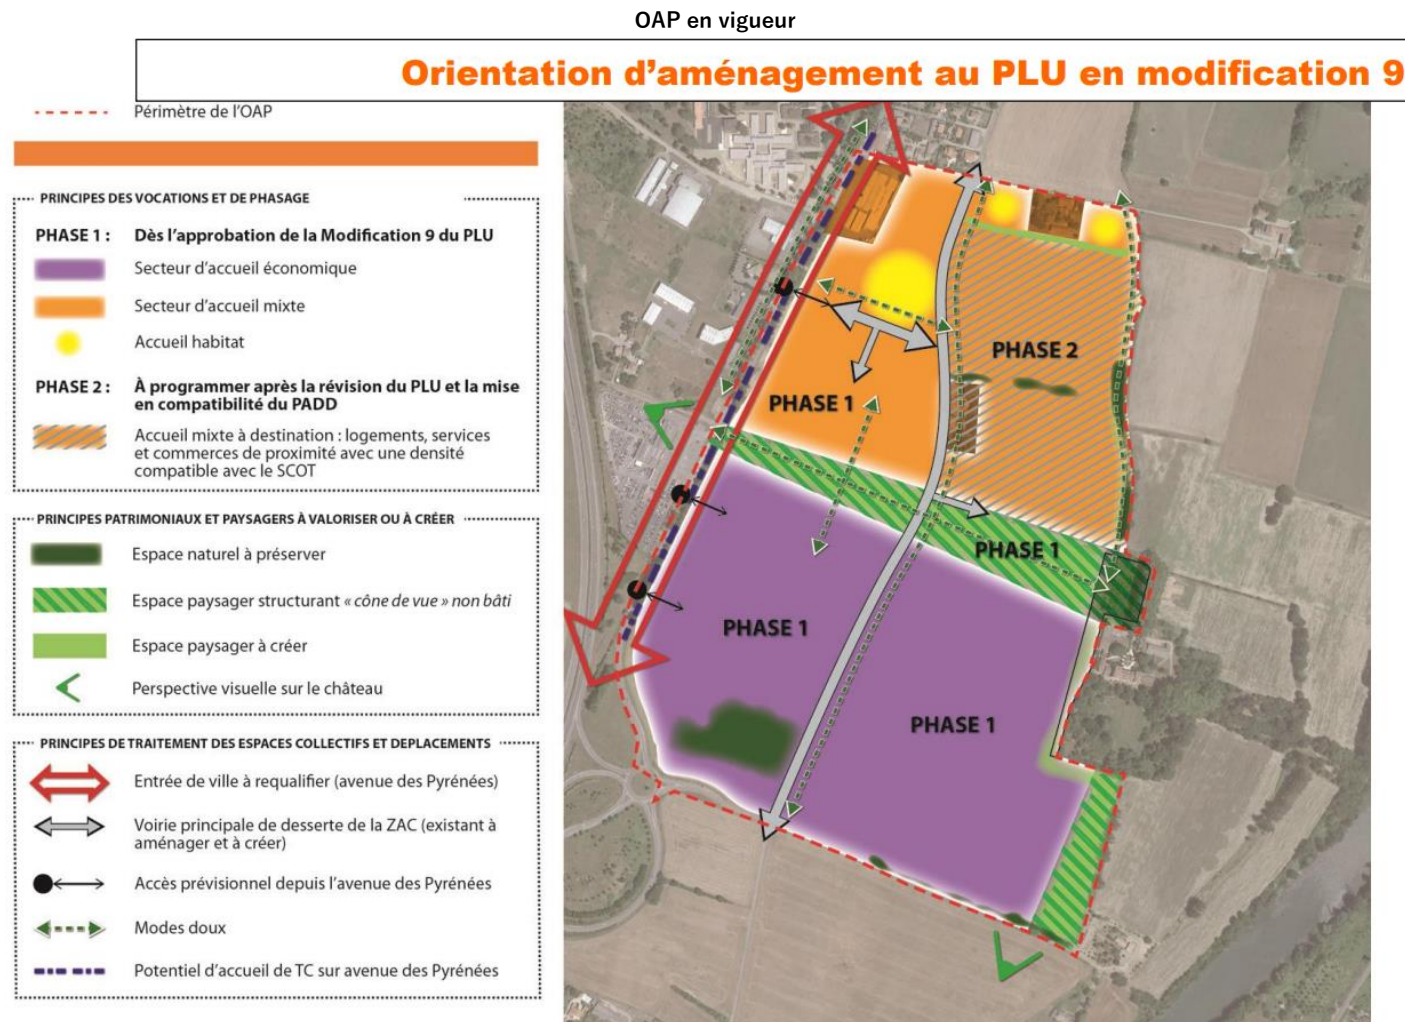 OAP en vigueur
Orientation d’aménagement au PLU en modification 9
Périmètre de l’OAP
PRINCIPES DES VOCATIONS ET DE PHASAGE
PHASE 1 : Dès l’approbation de la Modification 9 du PLU
Secteur d’accueil économique
Secteur d’accueil mixte
Accueil habitat
PHASE 2 : À programmer après la révision du PLU et la mise
en compatibilité du PADD
Accueil mixte à destination : logements, services
et commerces de proximité avec une densité
compatible avec le SCOT
PRINCIPES PATRIMONIAUX ET PAYSAGERS À VALORISER OU À CRÉER
Espace naturel à préserver
Espace paysager structurant « cône de vue » non bâti
Espace paysager à créer
Perspective visuelle sur le château
PRINCIPES DE TRAITEMENT DES ESPACES COLLECTIFS ET DEPLACEMENTS
Entrée de ville à requalifier (avenue des Pyrénées)
Voirie principale de desserte de la ZAC (existant à
aménager et à créer)
Accès prévisionnel depuis l’avenue des Pyrénées
Modes doux
Potentiel d’accueil de TC sur avenue des Pyrénées
PHASE 2
PHASE 1
PHASE 1
PHASE 1
PHASE 1